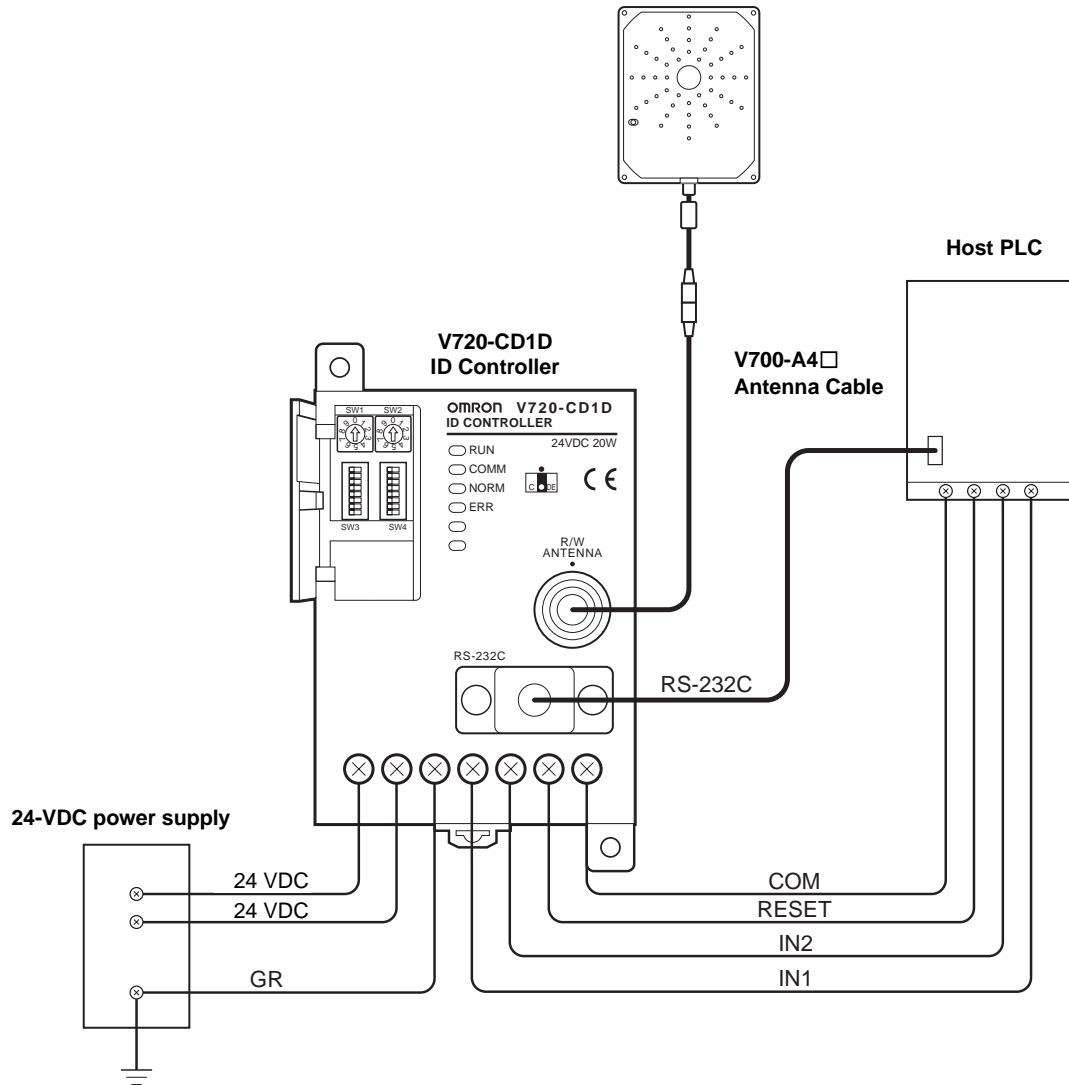 Host PLC
V720-CD1D
ID Controller
V700-A4□
Antenna Cable
SW1 SW2
OMRON V720-CD1D
ID CONTROLLER
24VDC 20W
RUN
COMM
NORM
ERR
CE
SW3 SW4
R/W
ANTENNA
RS-232C
RS-232C
24-VDC power supply
24 VDC
24 VDC
GR
COM
RESET
IN2
IN1